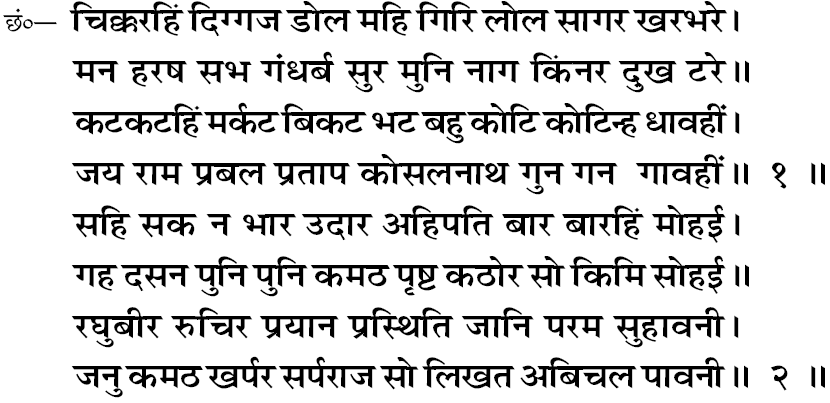 छं०— चिक्करहिं दिग्गज डोल महि गिरि लोल सागर खरभरे।
मन हरष सभ गंधर्ब सुर मुनि नाग किंनर दुख टरे॥
कटकटहिं मर्कट बिकट भट बहु कोटि कोटिन्ह धावहीं।
जय राम प्रबल प्रताप कोसलनाथ गुन गन गावहीं॥ १ ॥
सहि सक न भार उदार अहिपति बार बारहिं मोहई।
गह दसन पुनि पुनि कमठ पृष्ट कठोर सो किमि सोहई॥
रघुबीर रुचिर प्रयान प्रस्थिति जानि परम सुहावनी।
जनु कमठ खर्पर सर्पराज सो लिखत अबिचल पावनी॥ २ ॥